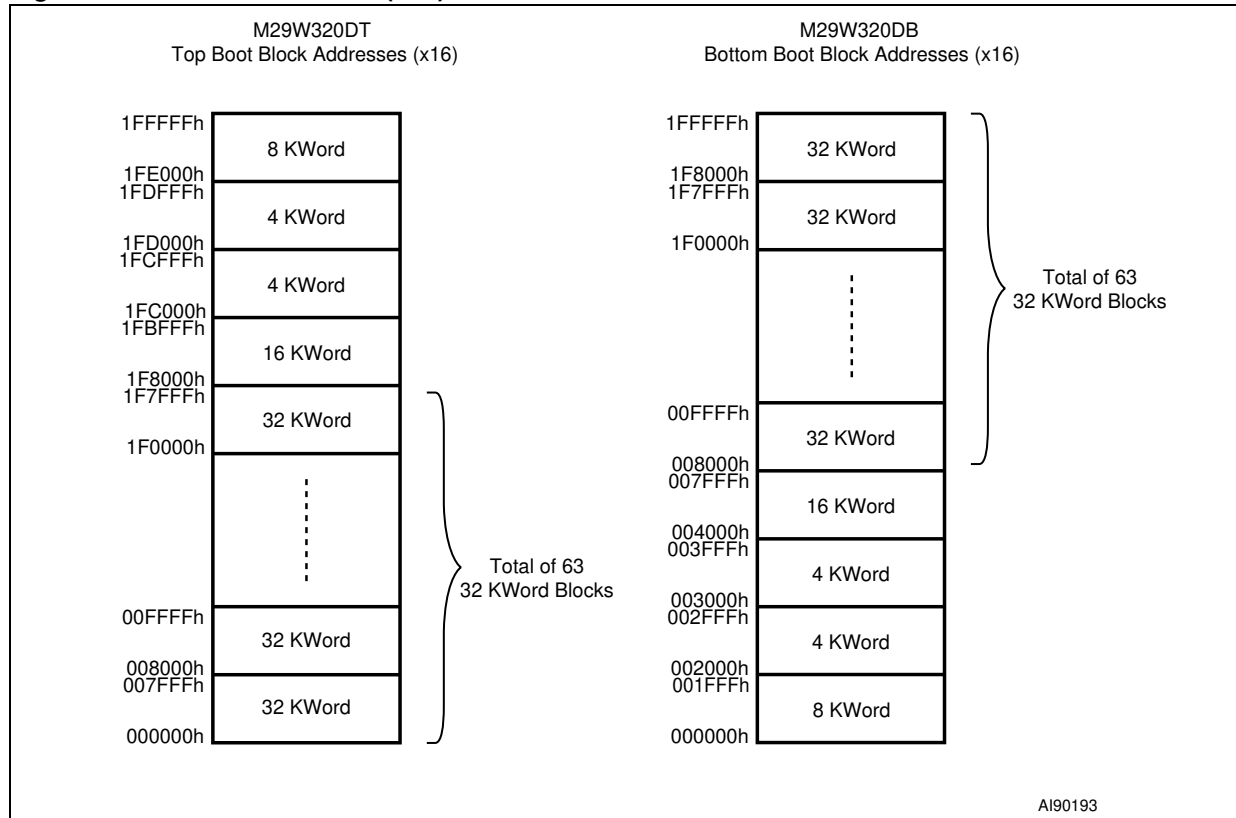 M29W320DT
Top Boot Block Addresses (x16)
1FFFFFh
8 KWord
1FE000h
1FDFFFh
4 KWord
1FD000h
1FCFFFh
4 KWord
1FC000h
1FBFFFh
16 KWord
1F8000h
1F7FFFh
32 KWord
1F0000h
Total of 63
32 KWord Blocks
00FFFFh
32 KWord
008000h
007FFFh
32 KWord
000000h
M29W320DB
Bottom Boot Block Addresses (x16)
1FFFFFh
32 KWord
1F8000h
1F7FFFh
32 KWord
1F0000h
Total of 63
32 KWord Blocks
00FFFFh
32 KWord
008000h
007FFFh
16 KWord
004000h
003FFFh
4 KWord
003000h
002FFFh
4 KWord
002000h
001FFFh
8 KWord
000000h
AI90193